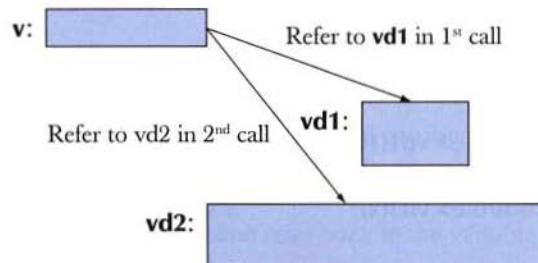 v:
Refer to vd1 in 1st call
vd1:
Refer to vd2 in 2nd call
vd2: